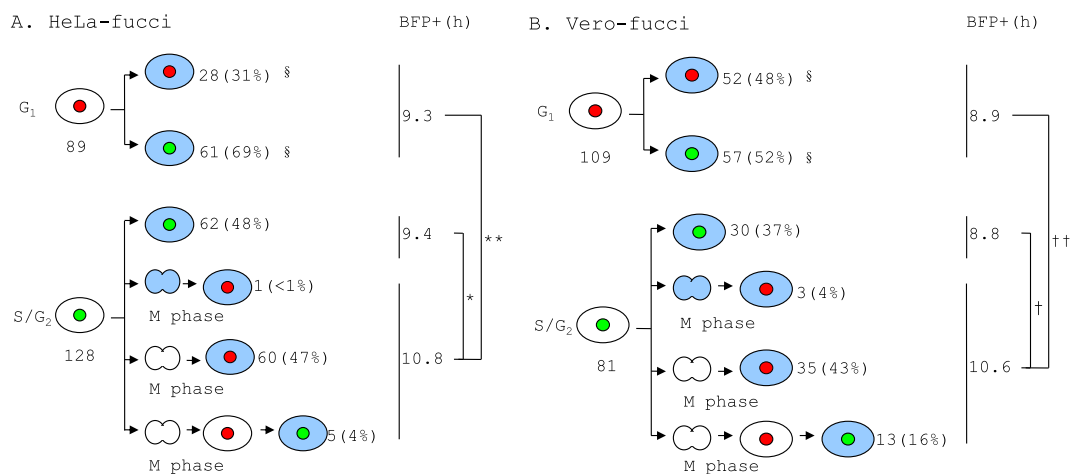 A. HeLa-fucci
BFP+(h)
28(31%) §
G1
89
61(69%) §
9.3
62(48%)
9.4
**
1(<1%)
M phase
*
S/G2
128
60(47%)
M phase
10.8
5(4%)
M phase
B. Vero-fucci
BFP+(h)
52(48%) §
G1
109
57(52%) §
8.9
30(37%)
8.8
††
3(4%)
M phase
†
S/G2
81
35(43%)
M phase
10.6
13(16%)
M phase